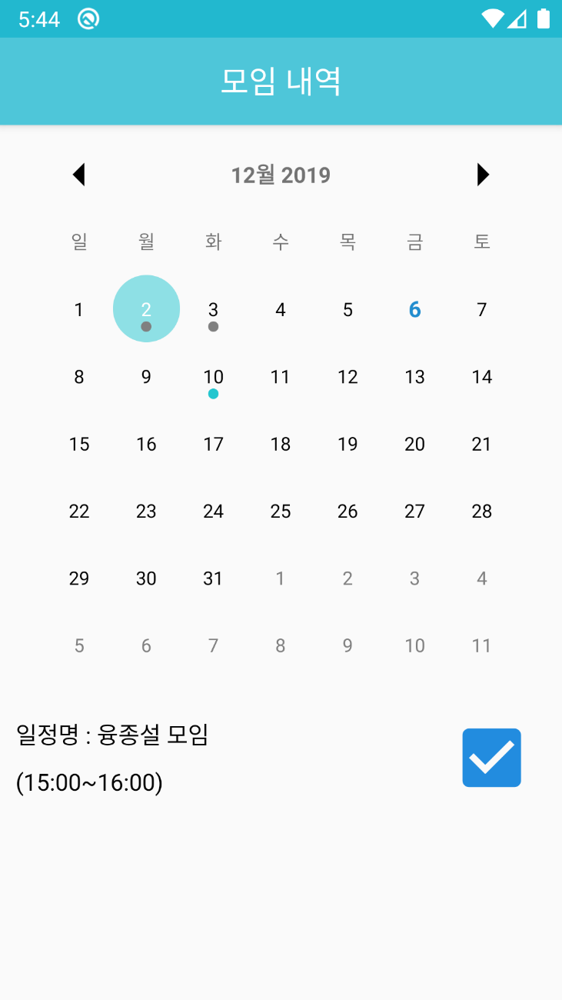 5:44
모임 내역
12월 2019
일 월 화 수 목 금 토
1 2 3 4 5 6 7
8 9 10 11 12 13 14
15 16 17 18 19 20 21
22 23 24 25 26 27 28
29 30 31 1 2 3 4
5 6 7 8 9 10 11
일정명 : 융종설 모임
(15:00~16:00)